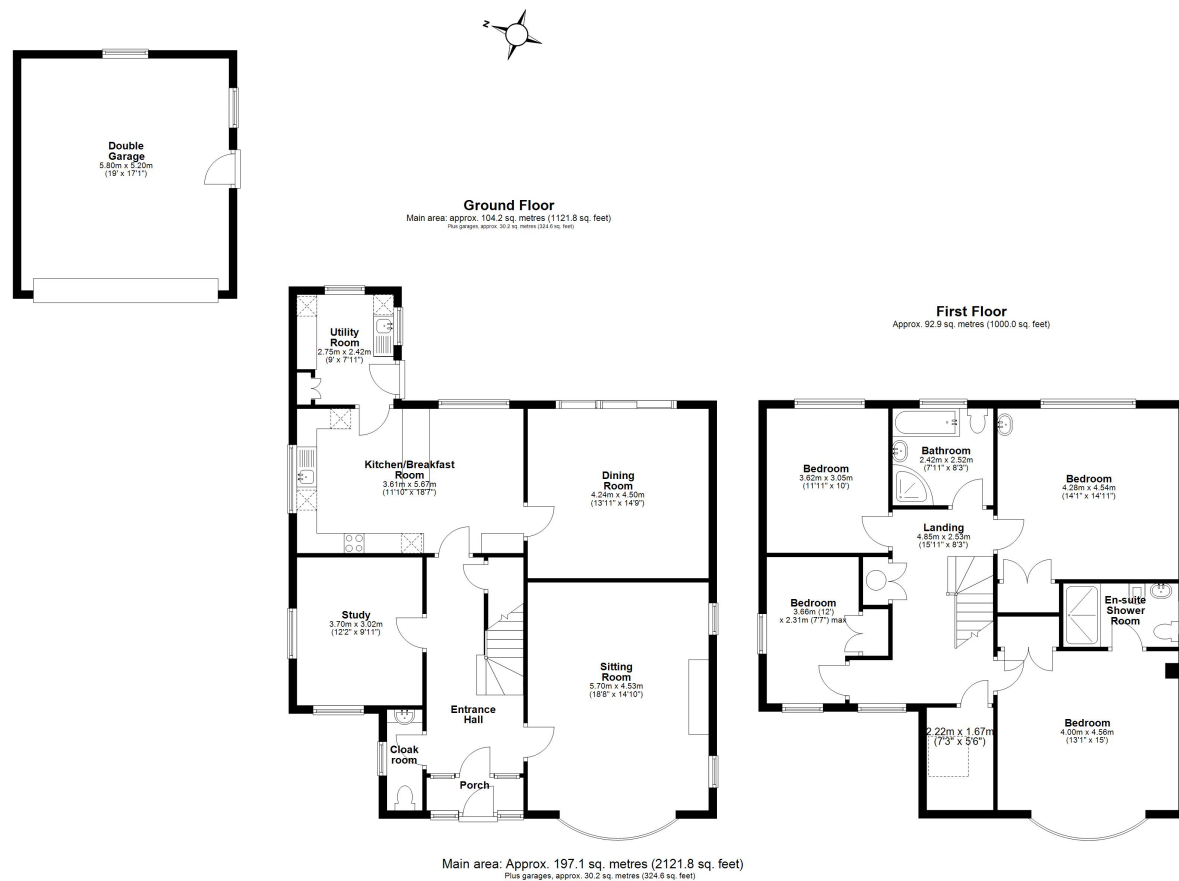 N
Double
Garage
5.80m x 5.20m
(19' x 17'1")
Ground Floor
Main area: approx. 104.2 sq. metres (1121.8 sq. feet)
Plus garages, approx. 30.2 sq. metres (324.6 sq. feet)
Utility
Room
2.75m x 2.42m
(9' x 7'11")
Kitchen/Breakfast
Room
3.61m x 5.67m
(11'10" x 18'7")
Dining
Room
4.24m x 4.50m
(13'11" x 14'9")
Study
3.70m x 3.02m
(12'2" x 9'11")
Sitting
Room
5.70m x 4.53m
(18'8" x 14'10")
Entrance
Hall
Cloak
room
Porch
First Floor
Approx. 92.9 sq. metres (1000.0 sq. feet)
Bedroom
3.62m x 3.05m
(11'11" x 10')
Bathroom
2.42m x 2.52m
(7'11" x 8'3")
Bedroom
4.28m x 4.54m
(14'1" x 14'11")
Landing
4.85m x 2.53m
(15'11" x 8'3")
Bedroom
3.66m (12')
x 2.31m (7'7") max
En-suite
Shower
Room
2.22m x 1.67m
(7'3" x 5'6")
Bedroom
4.00m x 4.56m
(13'1" x 15')
Main area: Approx. 197.1 sq. metres (2121.8 sq. feet)
Plus garages, approx. 30.2 sq. metres (324.6 sq. feet)